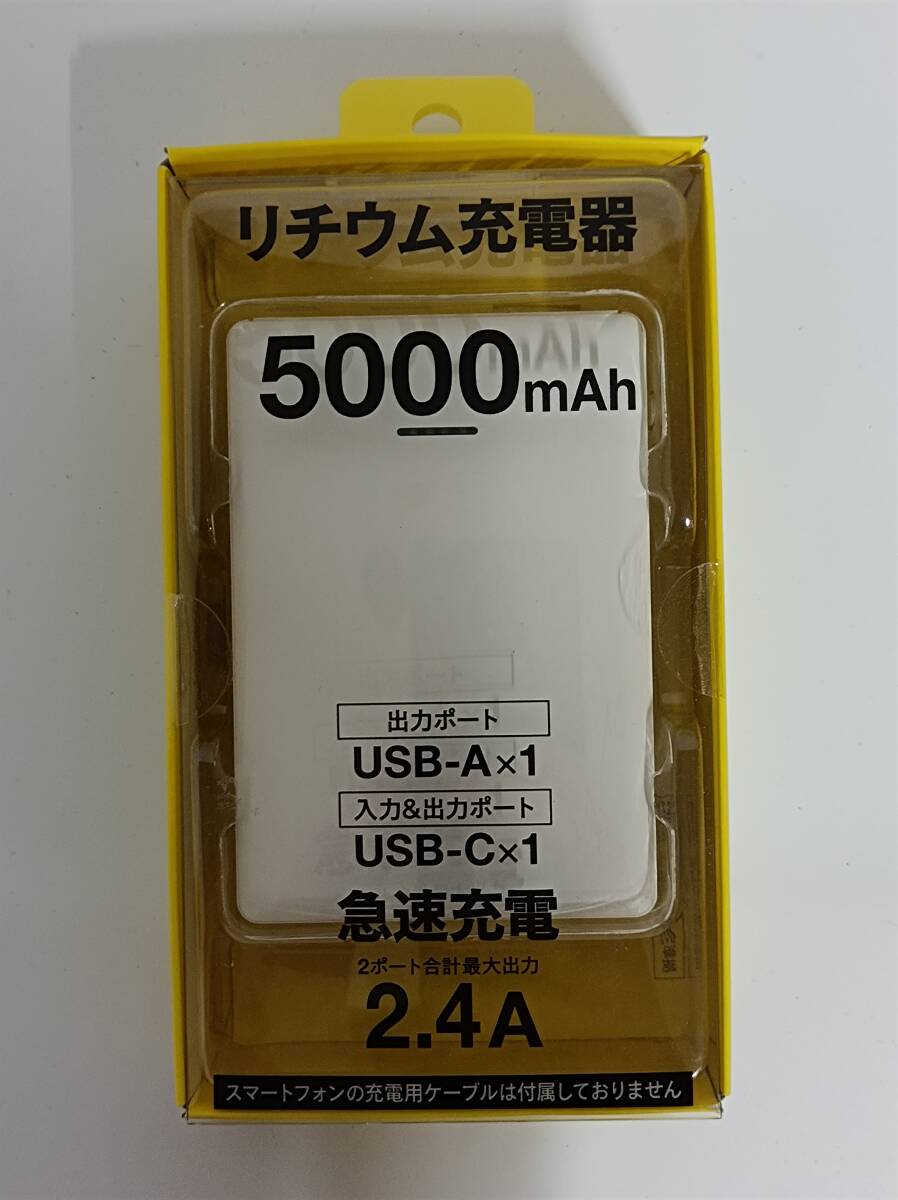 リチウム充電器
5000mAh
出力ポート
USB-A×1
入力&出力ポート
USB-C×1
急速充電
2ポート合計最大出力
2.4A
スマートフォンの充電用ケーブルは付属しておりません